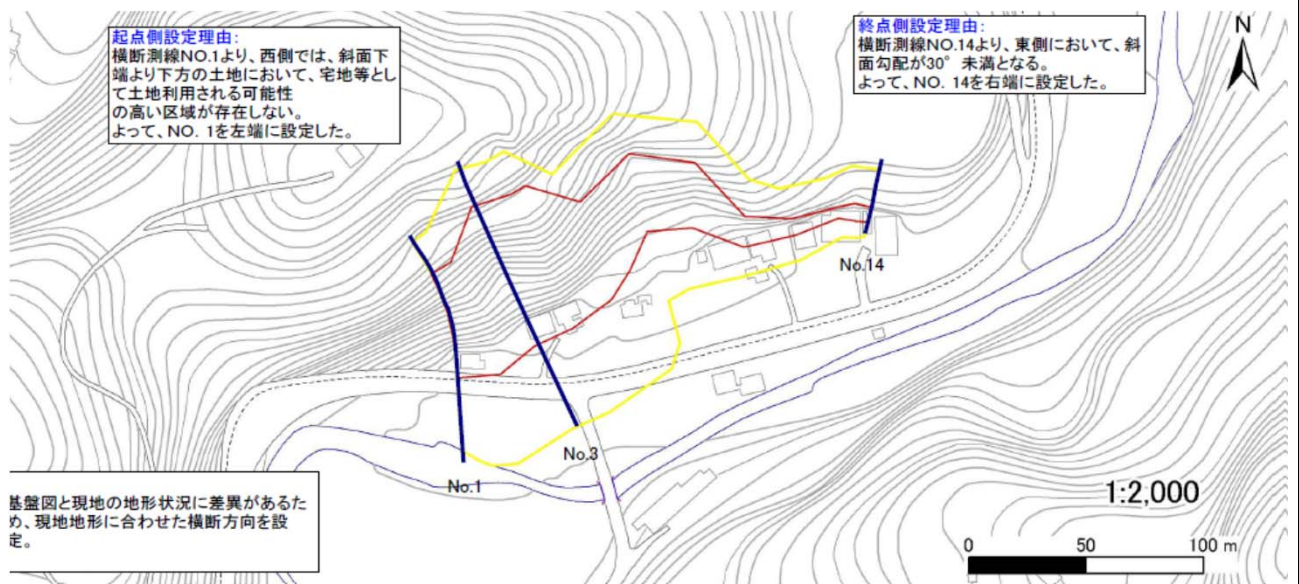 起点側設定理由:
横断測線NO.1より、西側では、斜面下
端より下方の土地において、宅地等とし
て土地利用される可能性
の高い区域が存在しない。
よって、NO. 1を左端に設定した。
終点側設定理由:
横断測線NO.14より、東側において、斜
面勾配が30°未満となる。
よって、NO. 14を右端に設定した。
N
No.14
No.3
No.1
基盤図と現地の地形状況に差異があるた
め、現地地形に合わせた横断方向を設
定。
1:2,000
0 50 100 m